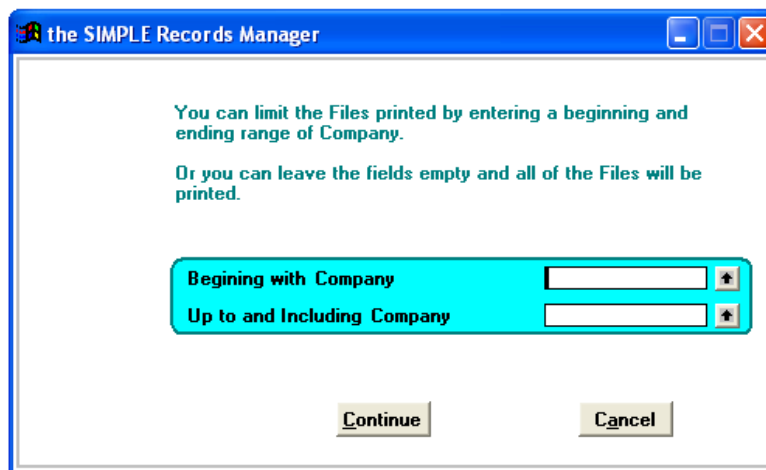 the SIMPLE Records Manager
You can limit the Files printed by entering a beginning and
ending range of Company.
Or you can leave the fields empty and all of the Files will be
printed.
Begining with Company
Up to and Including Company
Continue
Cancel